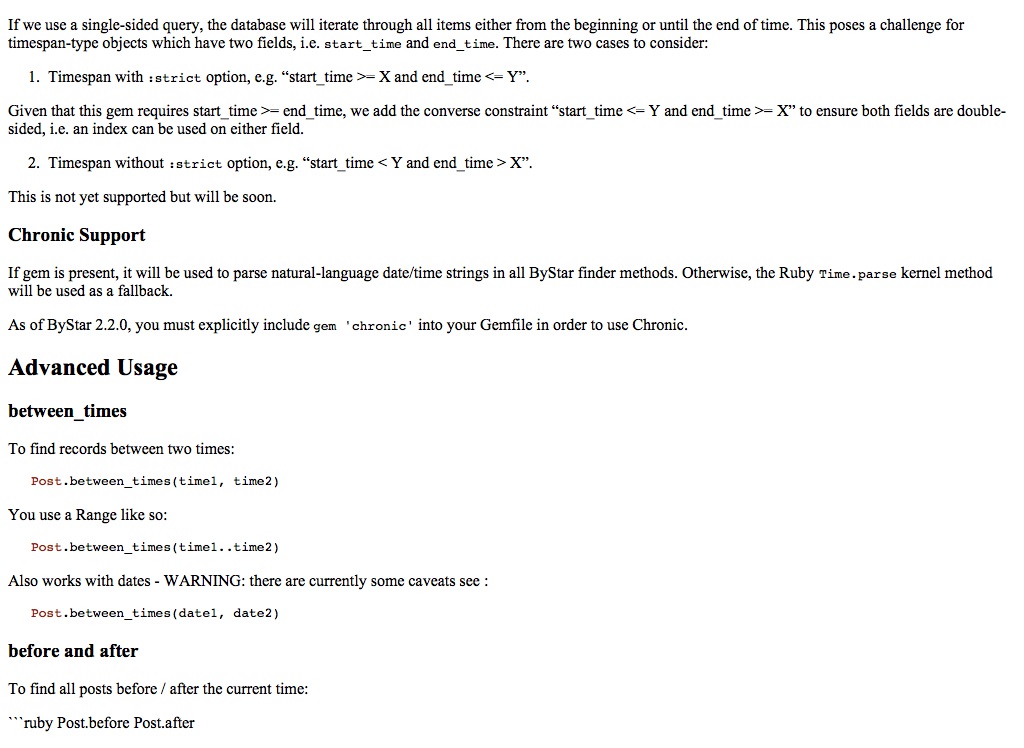 If we use a single-sided query, the database will iterate through all items either from the beginning or until the end of time. This poses a challenge for
timespan-type objects which have two fields, i.e. start_time and end_time. There are two cases to consider:
1. Timespan with :strict option, e.g. “start_time >= X and end_time <= Y”.
Given that this gem requires start_time >= end_time, we add the converse constraint “start_time <= Y and end_time >= X” to ensure both fields are double-
sided, i.e. an index can be used on either field.
2. Timespan without :strict option, e.g. “start_time < Y and end_time > X”.
This is not yet supported but will be soon.
Chronic Support
If gem is present, it will be used to parse natural-language date/time strings in all ByStar finder methods. Otherwise, the Ruby Time.parse kernel method
will be used as a fallback.
As of ByStar 2.2.0, you must explicitly include gem 'chronic' into your Gemfile in order to use Chronic.
Advanced Usage
between_times
To find records between two times:
Post.between_times(time1, time2)
You use a Range like so:
Post.between_times(time1..time2)
Also works with dates - WARNING: there are currently some caveats see :
Post.between_times(date1, date2)
before and after
To find all posts before / after the current time:
```ruby Post.before Post.after